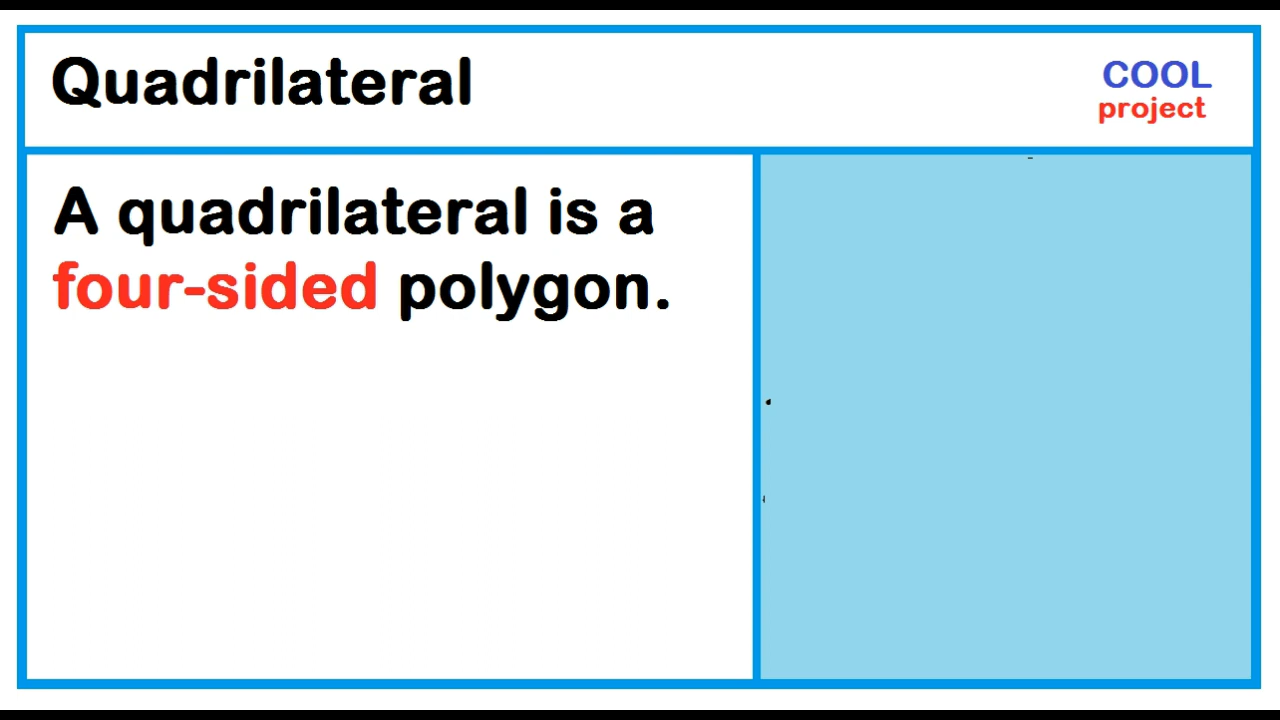 Quadrilateral
COOL
project
A quadrilateral is a
four-sided polygon.